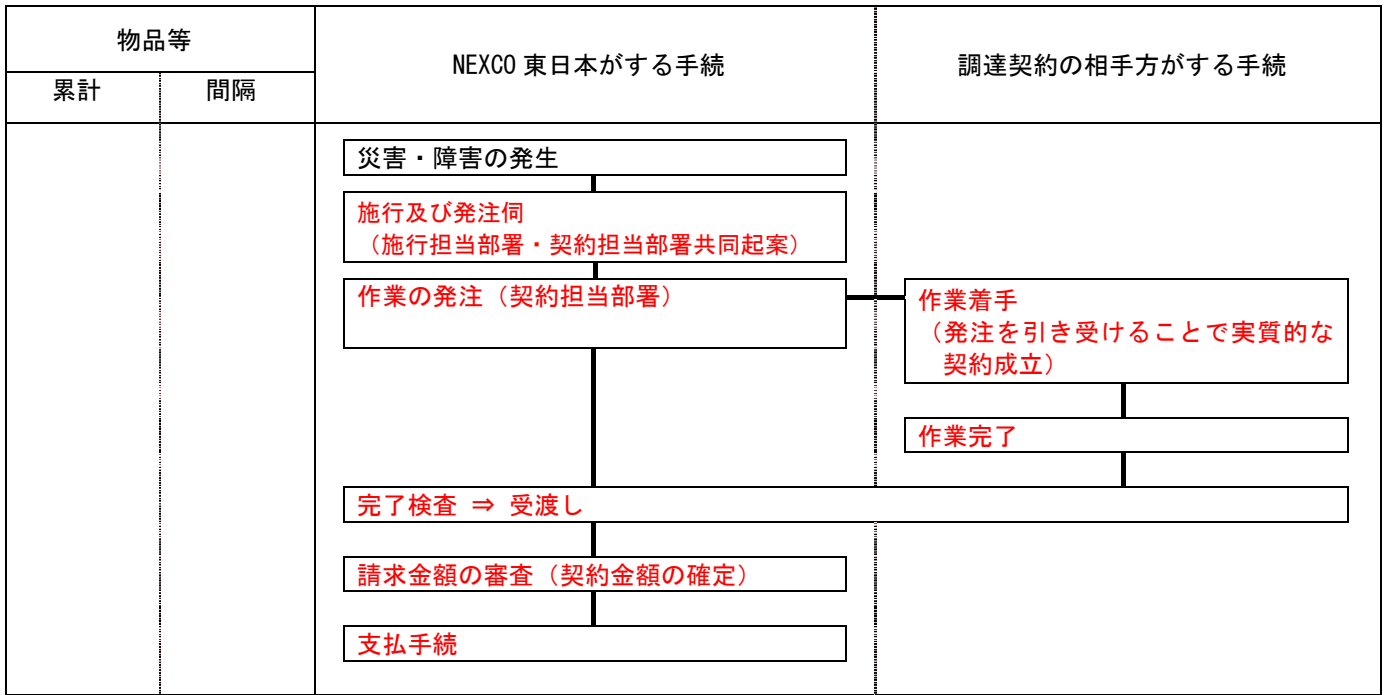 物品等
NEXCO 東日本がする手続
調達契約の相手方がする手続
累計
間隔
災害・障害の発生
施行及び発注伺
（施行担当部署・契約担当部署共同起案）
作業の発注（契約担当部署）
作業着手
（発注を引き受けることで実質的な
契約成立）
作業完了
完了検査 ⇒ 受渡し
請求金額の審査（契約金額の確定）
支払手続